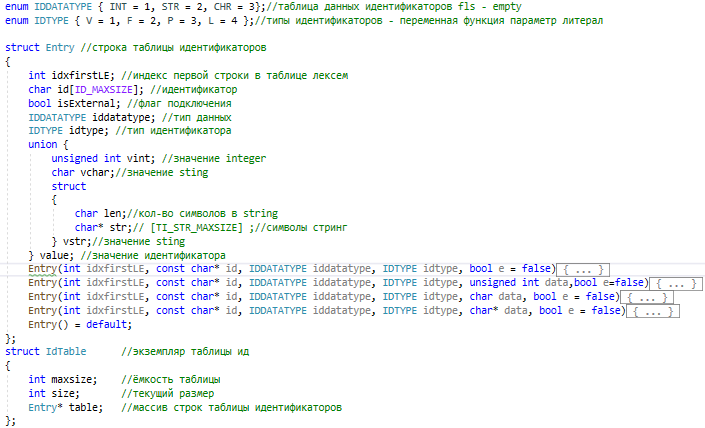 enum IDDATATYPE { INT = 1, STR = 2, CHR = 3};//таблица данных идентификаторов fls - empty
enum IDTYPE { V = 1, F = 2, P = 3, L = 4 };//типы идентификаторов - переменная функция параметр литерал
struct Entry //строка таблицы идентификаторов
{
int idxfirstLE; //индекс первой строки в таблице лексем
char id[ID_MAXSIZE]; //идентификатор
bool isExternal; //флаг подключения
IDDATATYPE iddatatype; //тип данных
IDTYPE idtype; //тип идентификатора
union {
unsigned int vint; //значение integer
char vchar;//значение sting
struct
{
char len;//кол-во символов в string
char* str;// [TI_STR_MAXSIZE] ;//символы стринг
} vstr;//значение sting
} value; //значение идентификатора
Entry(int idxfirstLE, const char* id, IDDATATYPE iddatatype, IDTYPE idtype, bool e = false){ ... }
Entry(int idxfirstLE, const char* id, IDDATATYPE iddatatype, IDTYPE idtype, unsigned int data,bool e=false){ ... }
Entry(int idxfirstLE, const char* id, IDDATATYPE iddatatype, IDTYPE idtype, char data, bool e = false){ ... }
Entry(int idxfirstLE, const char* id, IDDATATYPE iddatatype, IDTYPE idtype, char* data, bool e = false){ ... }
Entry() = default;
};
struct IdTable //экземпляр таблицы ид
{
int maxsize; //ёмкость таблицы
int size; //текущий размер
Entry* table; //массив строк таблицы идентификаторов
};